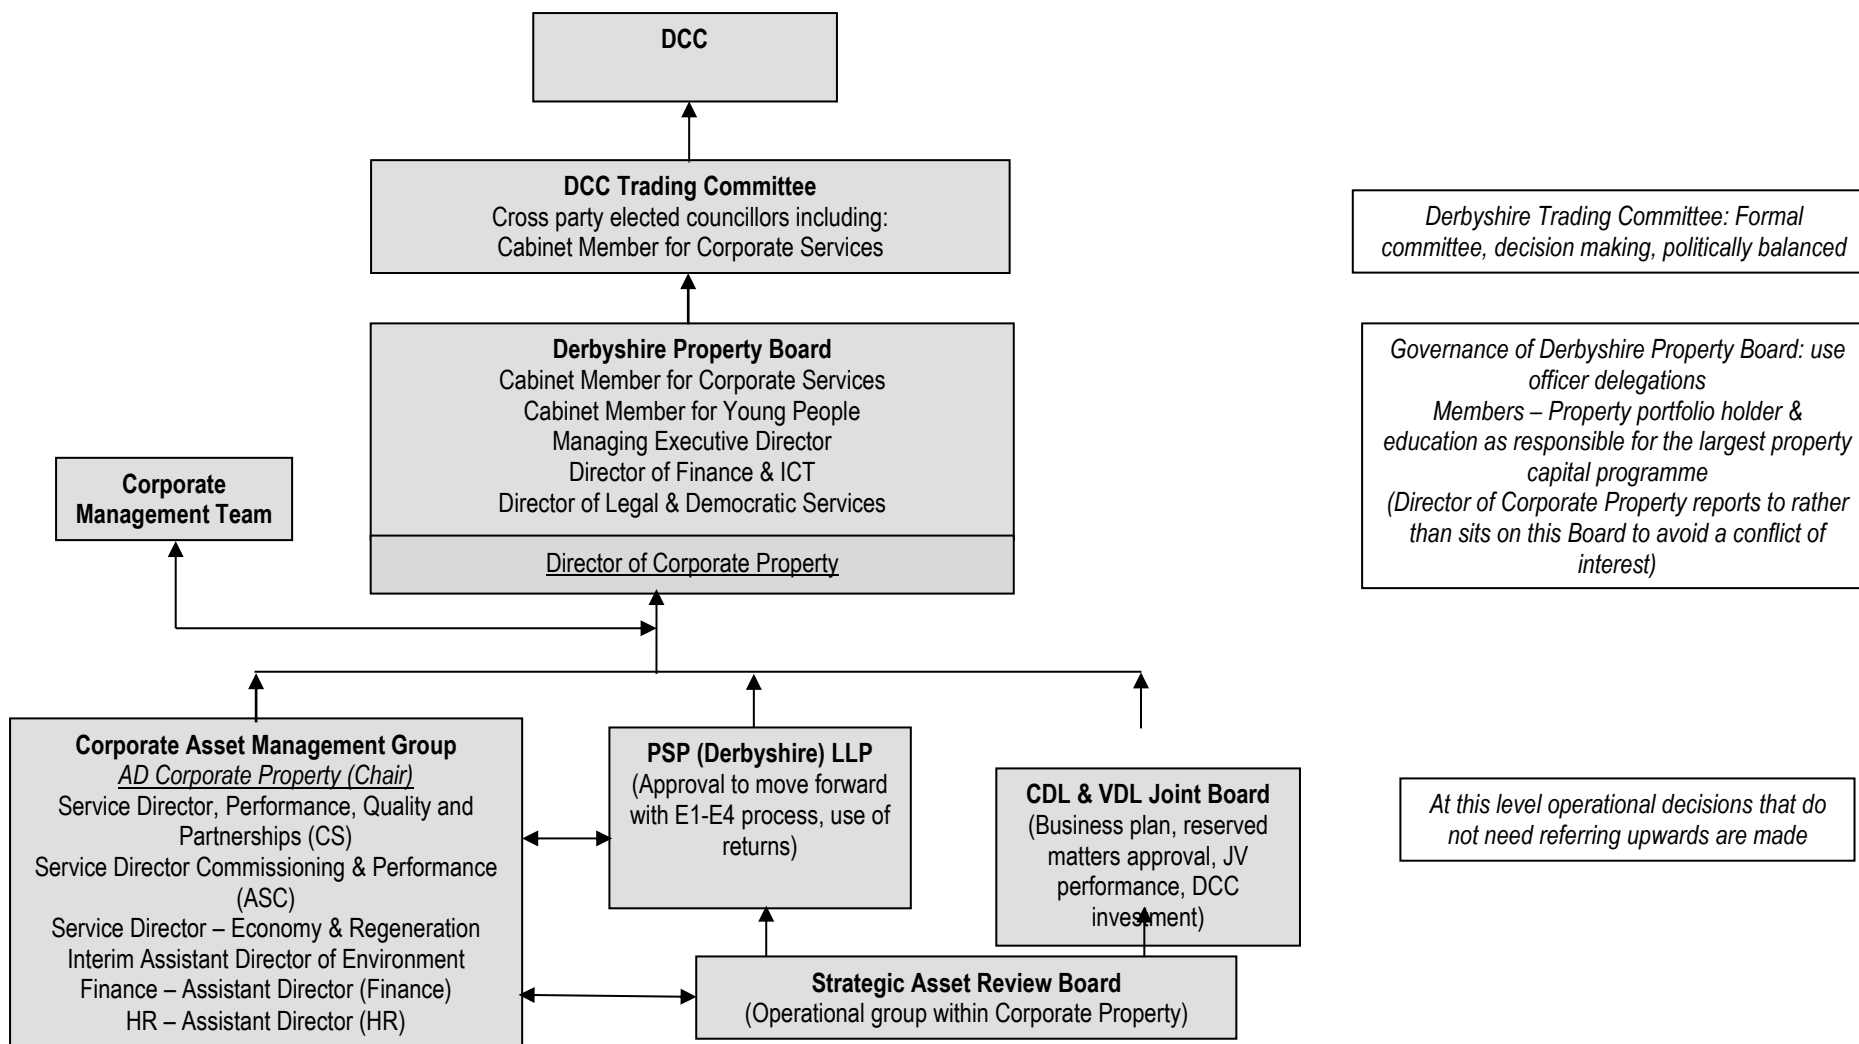 DCC
DCC Trading Committee
Cross party elected councillors including:
Cabinet Member for Corporate Services
Derbyshire Trading Committee: Formal
committee, decision making, politically balanced
Derbyshire Property Board
Cabinet Member for Corporate Services
Cabinet Member for Young People
Managing Executive Director
Director of Finance & ICT
Director of Legal & Democratic Services
Director of Corporate Property
Governance of Derbyshire Property Board: use
officer delegations
Members – Property portfolio holder &
education as responsible for the largest property
capital programme
(Director of Corporate Property reports to rather
than sits on this Board to avoid a conflict of
interest)
Corporate
Management Team
Corporate Asset Management Group
AD Corporate Property (Chair)
Service Director, Performance, Quality and
Partnerships (CS)
Service Director Commissioning & Performance
(ASC)
Service Director – Economy & Regeneration
Interim Assistant Director of Environment
Finance – Assistant Director (Finance)
HR – Assistant Director (HR)
PSP (Derbyshire) LLP
(Approval to move forward
with E1-E4 process, use of
returns)
CDL & VDL Joint Board
(Business plan, reserved
matters approval, JV
performance, DCC
investment)
At this level operational decisions that do
not need referring upwards are made
Strategic Asset Review Board
(Operational group within Corporate Property)